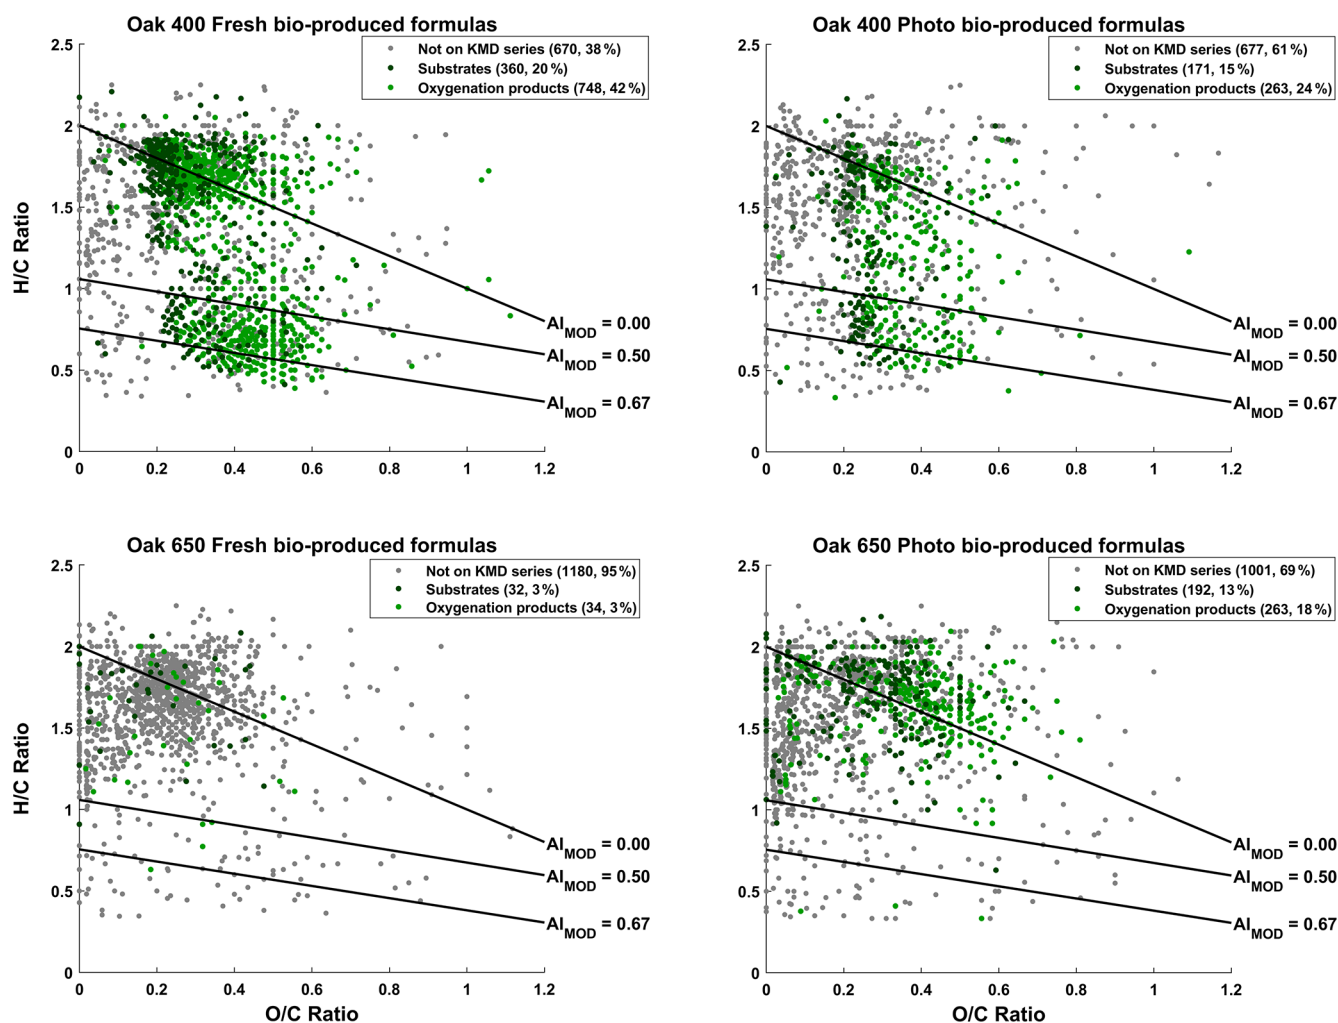 Oak 400 Fresh bio-produced formulas
2.5
2
1.5
1
0.5
0
H/C Ratio
0 0.2 0.4 0.6 0.8 1 1.2
Not on KMD series (670, 38 %)
Substrates (360, 20 %)
Oxygenation products (748, 42 %)
AIMOD = 0.00
AIMOD = 0.50
AIMOD = 0.67
Oak 400 Photo bio-produced formulas
2.5
2
1.5
1
0.5
0
0 0.2 0.4 0.6 0.8 1 1.2
Not on KMD series (677, 61 %)
Substrates (171, 15 %)
Oxygenation products (263, 24 %)
AIMOD = 0.00
AIMOD = 0.50
AIMOD = 0.67
Oak 650 Fresh bio-produced formulas
2.5
2
1.5
1
0.5
0
H/C Ratio
0 0.2 0.4 0.6 0.8 1 1.2
O/C Ratio
Not on KMD series (1180, 95 %)
Substrates (32, 3 %)
Oxygenation products (34, 3 %)
AIMOD = 0.00
AIMOD = 0.50
AIMOD = 0.67
Oak 650 Photo bio-produced formulas
2.5
2
1.5
1
0.5
0
0 0.2 0.4 0.6 0.8 1 1.2
O/C Ratio
Not on KMD series (1001, 69 %)
Substrates (192, 13 %)
Oxygenation products (263, 18 %)
AIMOD = 0.00
AIMOD = 0.50
AIMOD = 0.67